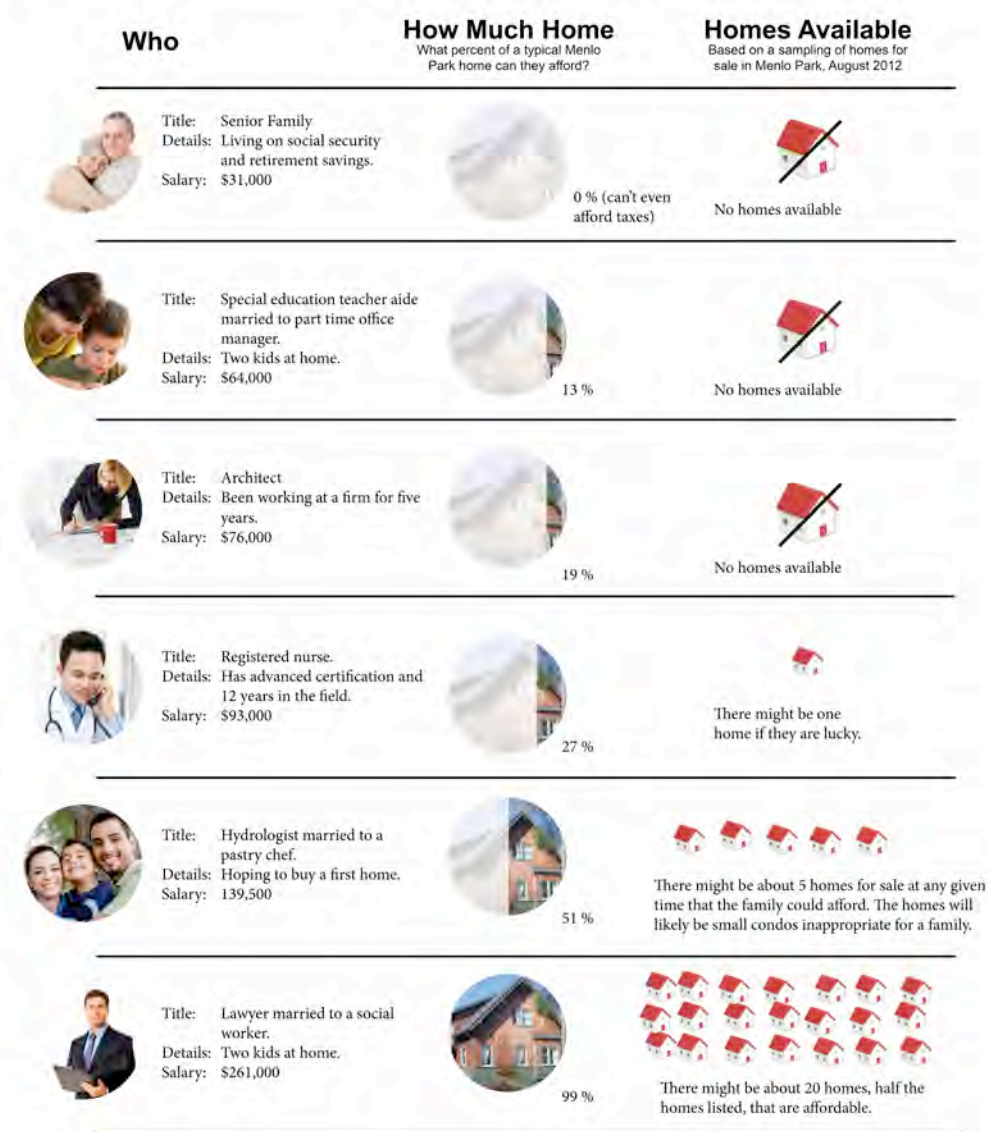 Who
How Much Home
What percent of a typical Menlo
Park home can they afford?
Homes Available
Based on a sampling of homes for
sale in Menlo Park, August 2012
Title: Senior Family
Details: Living on social security
and retirement savings.
Salary: $31,000
0 % (can't even
afford taxes)
No homes available
Title: Special education teacher aide
married to part time office
manager.
Details: Two kids at home.
Salary: $64,000
13 %
No homes available
Title: Architect
Details: Been working at a firm for five
years.
Salary: $76,000
19 %
No homes available
Title: Registered nurse.
Details: Has advanced certification and
12 years in the field.
Salary: $93,000
27 %
There might be one
home if they are lucky.
Title: Hydrologist married to a
pastry chef.
Details: Hoping to buy a first home.
Salary: 139,500
51 %
There might be about 5 homes for sale at any given
time that the family could afford. The homes will
likely be small condos inappropriate for a family.
Title: Lawyer married to a social
worker.
Details: Two kids at home.
Salary: $261,000
99 %
There might be about 20 homes, half the
homes listed, that are affordable.